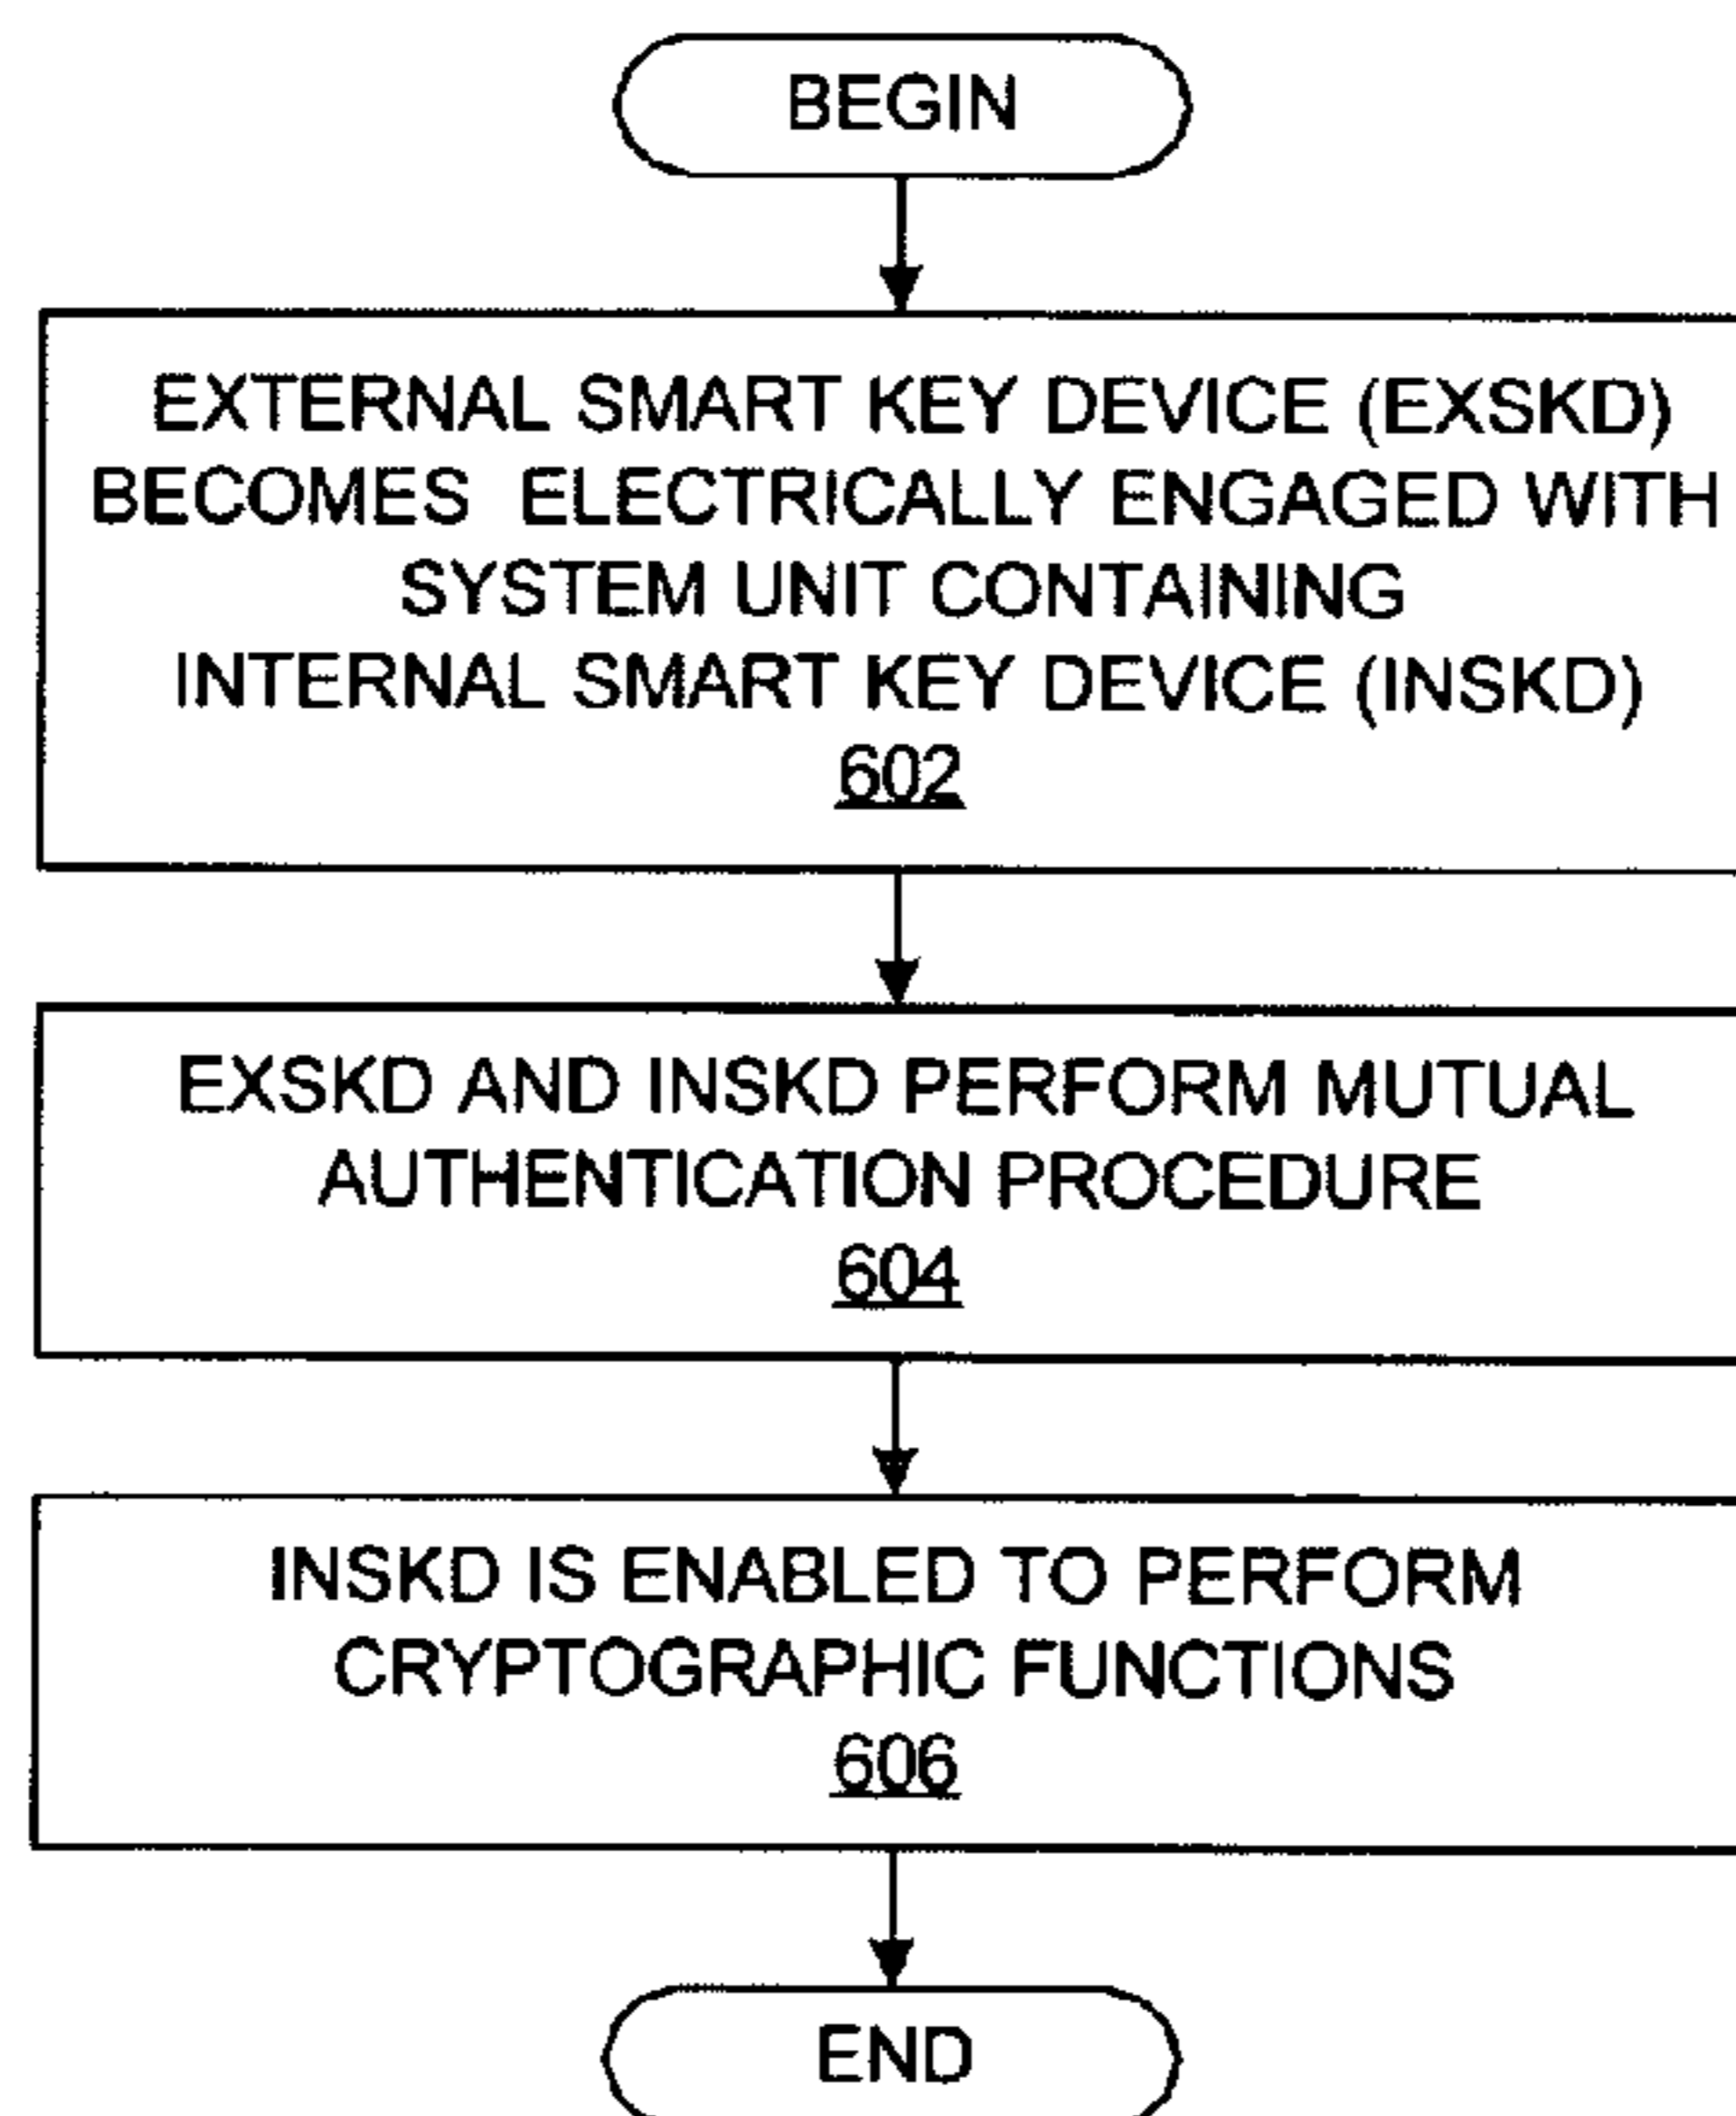 BEGIN
EXTERNAL SMART KEY DEVICE (EXSKD)
BECOMES ELECTRICALLY ENGAGED WITH
SYSTEM UNIT CONTAINING
INTERNAL SMART KEY DEVICE (INSKD)
602
EXSKD AND INSKD PERFORM MUTUAL
AUTHENTICATION PROCEDURE
604
INSKD IS ENABLED TO PERFORM
CRYPTOGRAPHIC FUNCTIONS
606
END